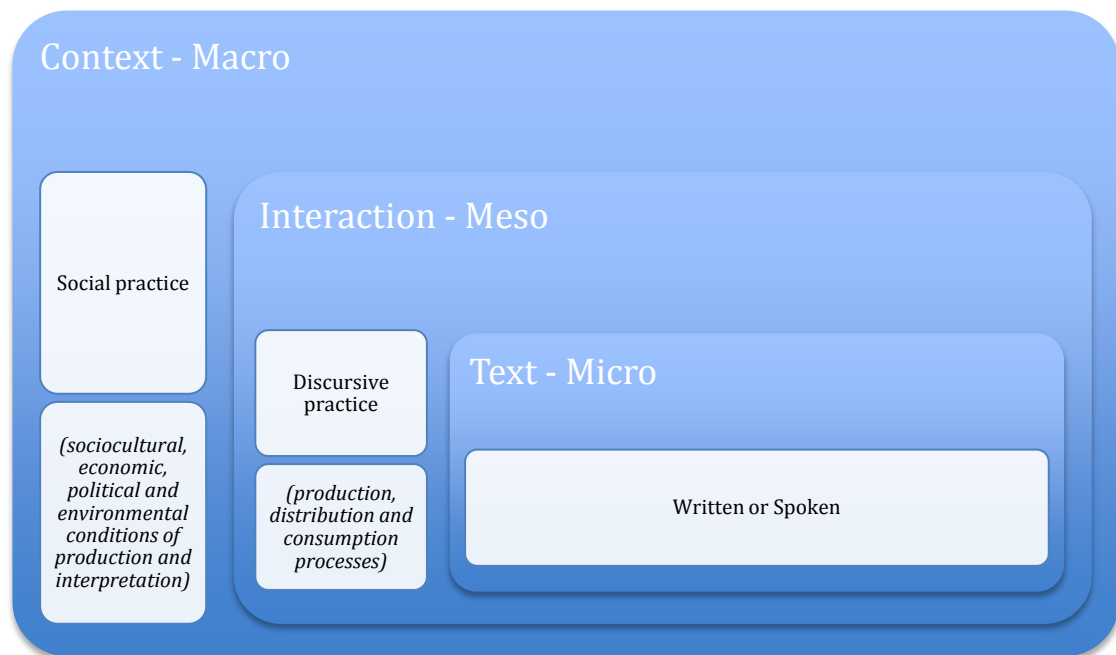 Context - Macro
Social practice
(sociocultural,
economic,
political and
environmental
conditions of
production and
interpretation)
Interaction - Meso
Discursive
practice
(production,
distribution and
consumption
processes)
Text - Micro
Written or Spoken